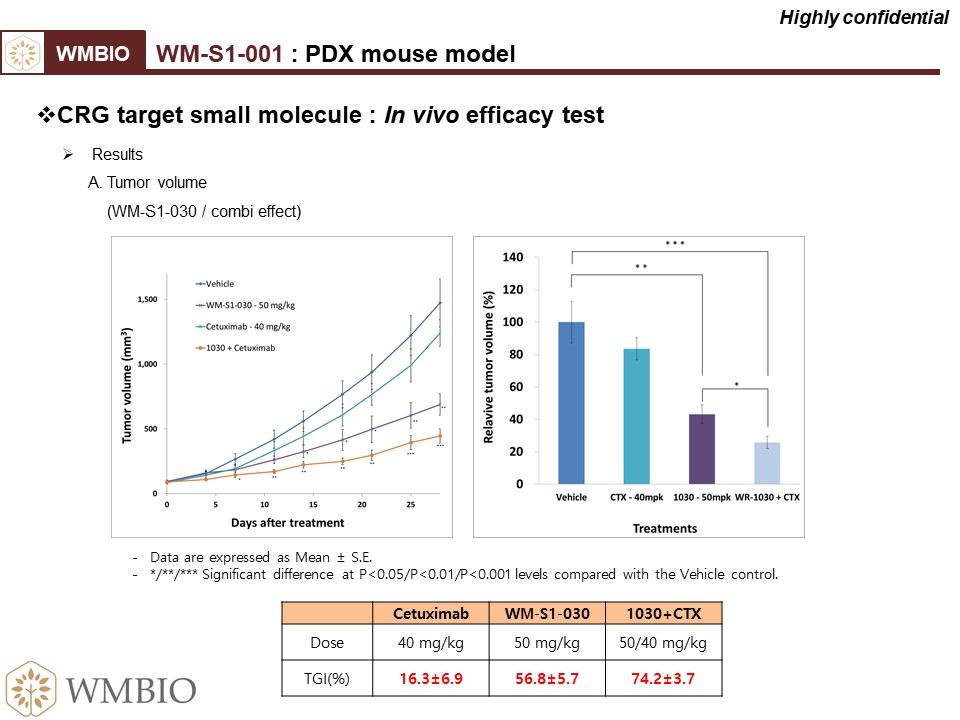 Highly confidential
WMBIO
WM-S1-001 : PDX mouse model
❖CRG target small molecule : In vivo efficacy test
➢ Results
A. Tumor volume
(WM-S1-030 / combi effect)
Tumor volume (mm³)
1,500
1,000
500
0
Vehicle
WM-S1-030 - 50 mg/kg
Cetuximab - 40 mg/kg
1030 + Cetuximab
**
**
***
***
**
**
**
**
*
0 5 10 15 20 25
Days after treatment
Relavive tumor volume (%)
140
120
100
80
60
40
20
0
***
**
*
Vehicle CTX - 40mpk 1030 - 50mpk WR-1030 + CTX
Treatments
- Data are expressed as Mean ± S.E.
- */**/*** Significant difference at P<0.05/P<0.01/P<0.001 levels compared with the Vehicle control.
Cetuximab WM-S1-030 1030+CTX
Dose 40 mg/kg 50 mg/kg 50/40 mg/kg
TGI(%) 16.3±6.9 56.8±5.7 74.2±3.7
WMBIO